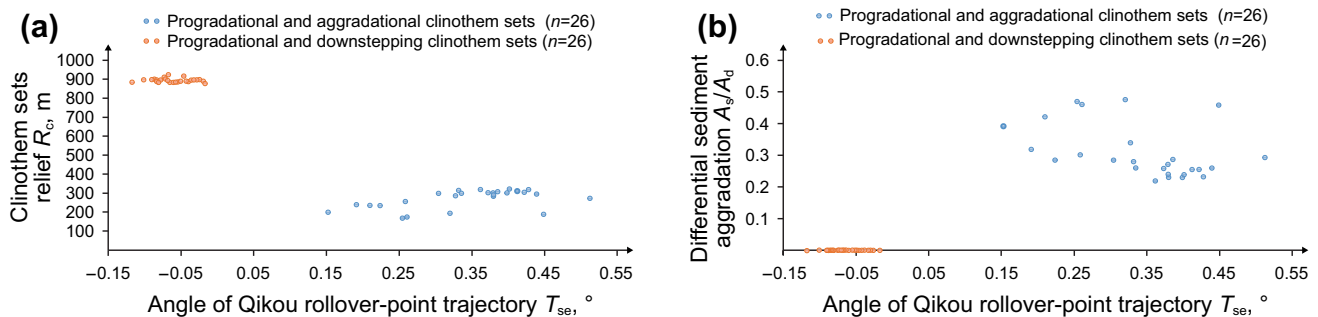 (a)
Progradational and aggradational clinothem sets (n=26)
Progradational and downstepping clinothem sets (n=26)
Clinothem sets
relief Rc, m
1000
900
800
700
600
500
400
300
200
100
−0.15 −0.05 0.05 0.15 0.25 0.35 0.45 0.55
Angle of Qikou rollover-point trajectory Tse, °
(b)
Progradational and aggradational clinothem sets (n=26)
Progradational and downstepping clinothem sets (n=26)
Differential sediment
aggradation As/Ad
0.6
0.5
0.4
0.3
0.2
0.1
−0.15 −0.05 0.05 0.15 0.25 0.35 0.45 0.55
Angle of Qikou rollover-point trajectory Tse, °